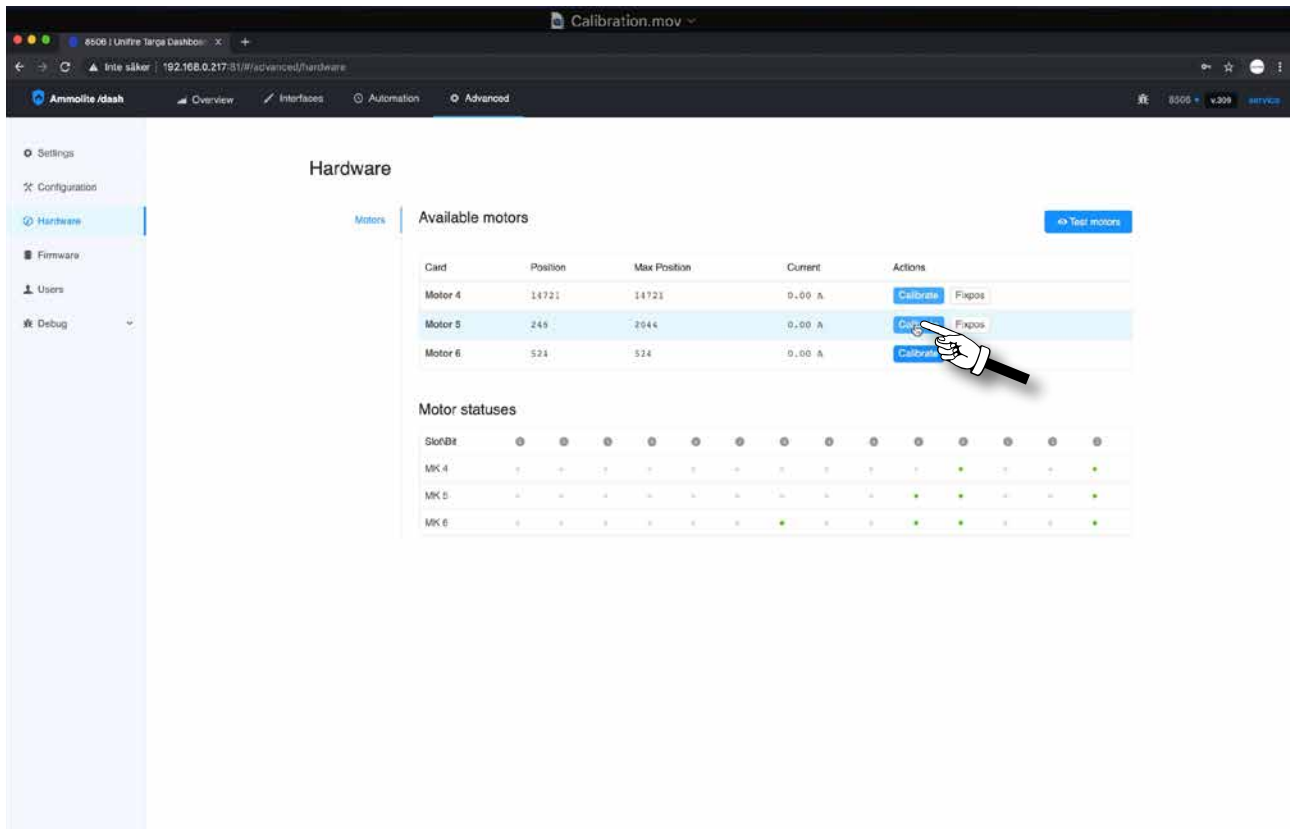 Calibration.mov
8506 | Unifire Targa Dashboar X +
Inte säker | 192.168.0.217:81/#/advanced/hardware
Ammolite /dash Overview Interfaces Automation Advanced 8506 v.309 service
Settings
Configuration
Hardware
Firmware
Users
Debug
Hardware
Motors
Available motors
Test motors
Card Position Max Position Current Actions
Motor 4 14721 14721 0.00 A Calibrate Fixpos
Motor 5 246 2044 0.00 A Fixpos
Motor 6 524 524 0.00 A Calibrate
Motor statuses
Slot\Bit
MK 4
MK 5
MK 6